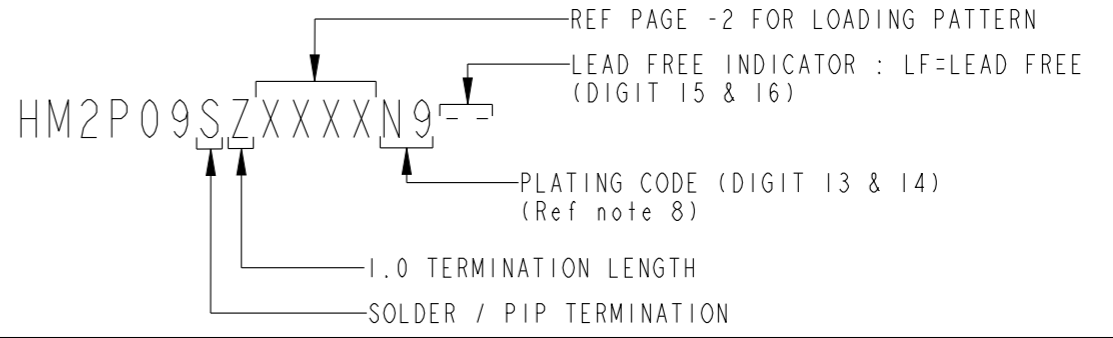 REF PAGE -2 FOR LOADING PATTERN
LEAD FREE INDICATOR : LF=LEAD FREE
(DIGIT 15 & 16)
HM2P09SZXXXXN9--
PLATING CODE (DIGIT 13 & 14)
(Ref note 8)
1.0 TERMINATION LENGTH
SOLDER / PIP TERMINATION